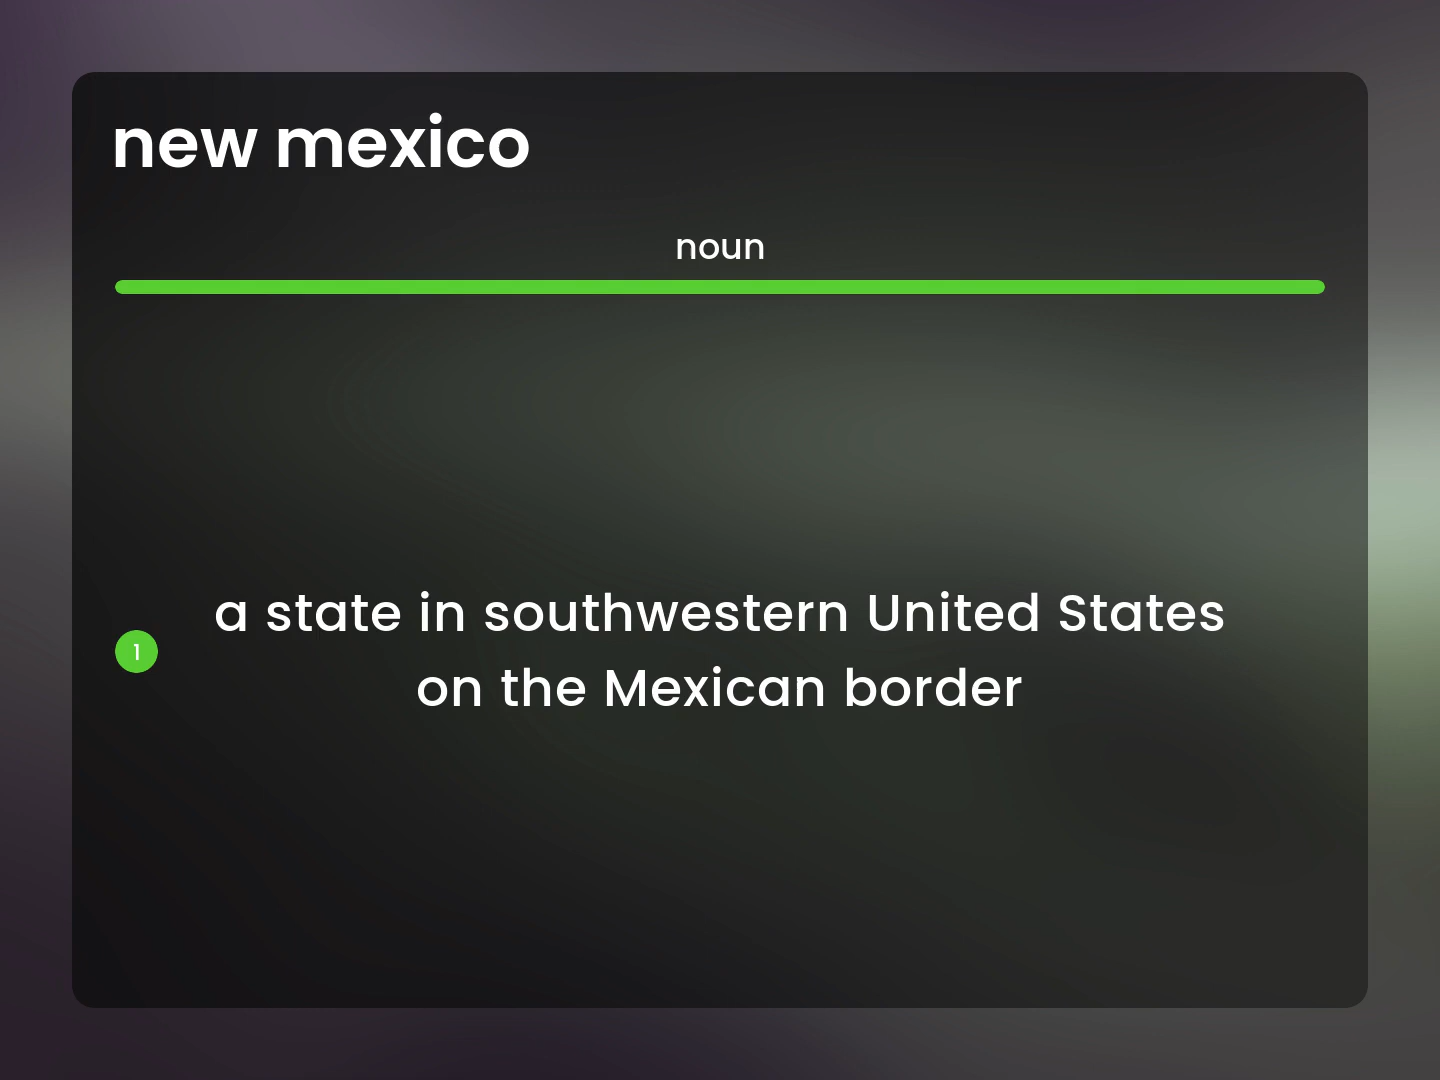 new mexico
noun
1
a state in southwestern United States
on the Mexican border